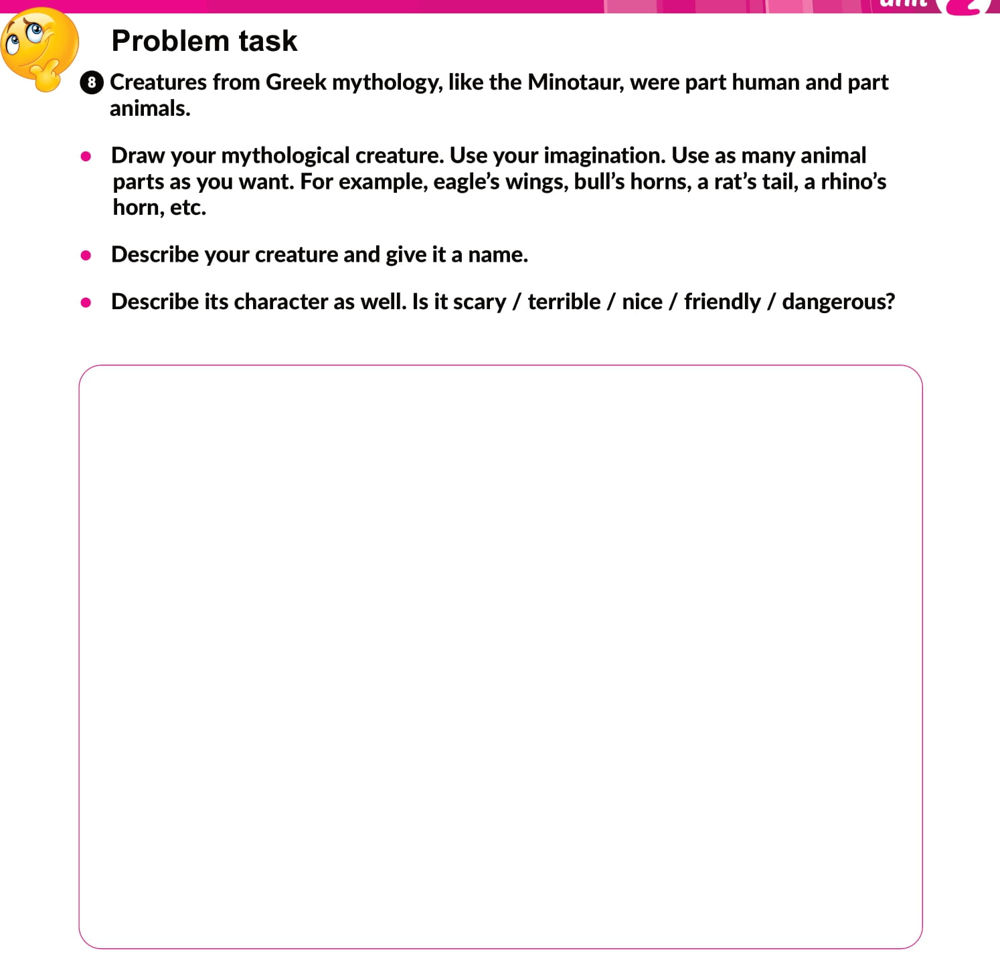 Problem task
8 Creatures from Greek mythology, like the Minotaur, were part human and part
animals.
• Draw your mythological creature. Use your imagination. Use as many animal
parts as you want. For example, eagle’s wings, bull’s horns, a rat’s tail, a rhino’s
horn, etc.
• Describe your creature and give it a name.
• Describe its character as well. Is it scary / terrible / nice / friendly / dangerous?